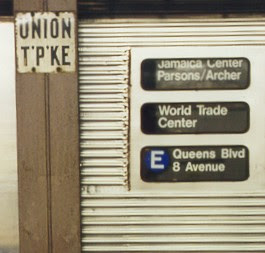 UNION
T'P'KE
Jamaica Center
Parsons/Archer
World Trade
Center
E Queens Blvd
8 Avenue